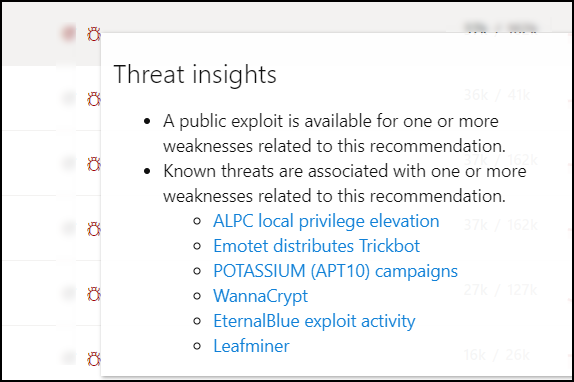 Threat insights
• A public exploit is available for one or more
weaknesses related to this recommendation.
• Known threats are associated with one or more
weaknesses related to this recommendation.
○ ALPC local privilege elevation
○ Emotet distributes Trickbot
○ POTASSIUM (APT10) campaigns
○ WannaCrypt
○ EternalBlue exploit activity
○ Leafminer
36k / 41k
37k / 162k
37k / 162k
27k / 127k
16k / 26k